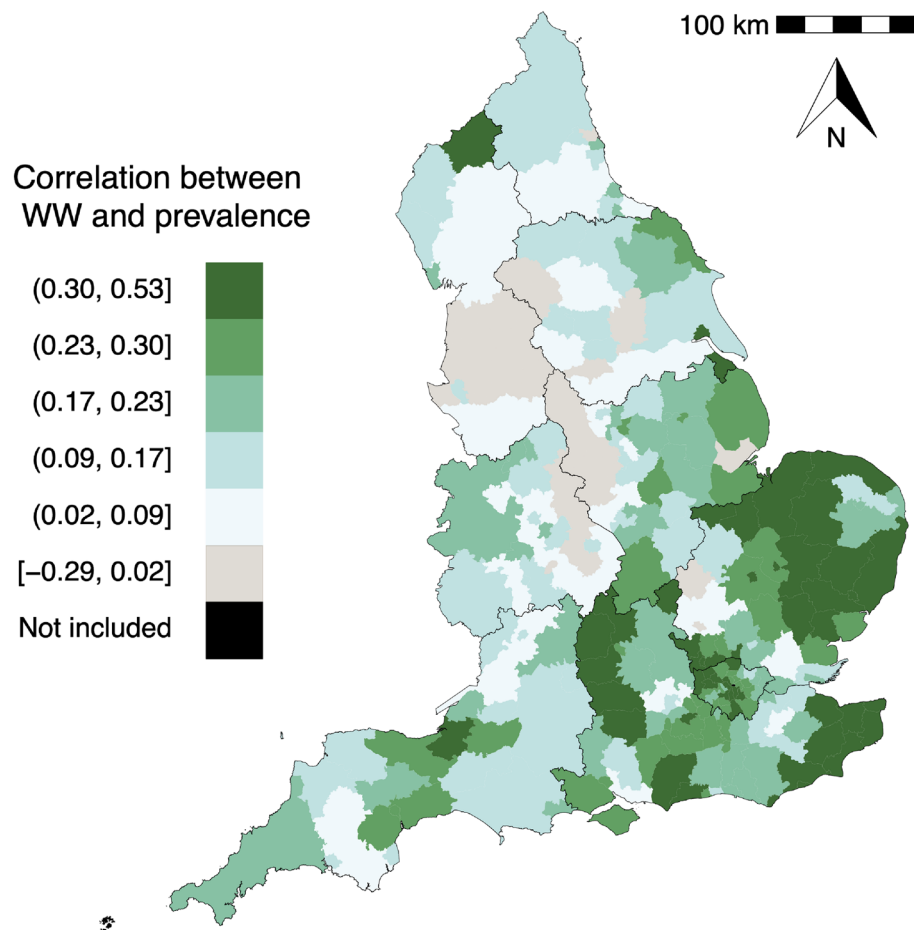 100 km
N
Correlation between
WW and prevalence
(0.30, 0.53]
(0.23, 0.30]
(0.17, 0.23]
(0.09, 0.17]
(0.02, 0.09]
[−0.29, 0.02]
Not included